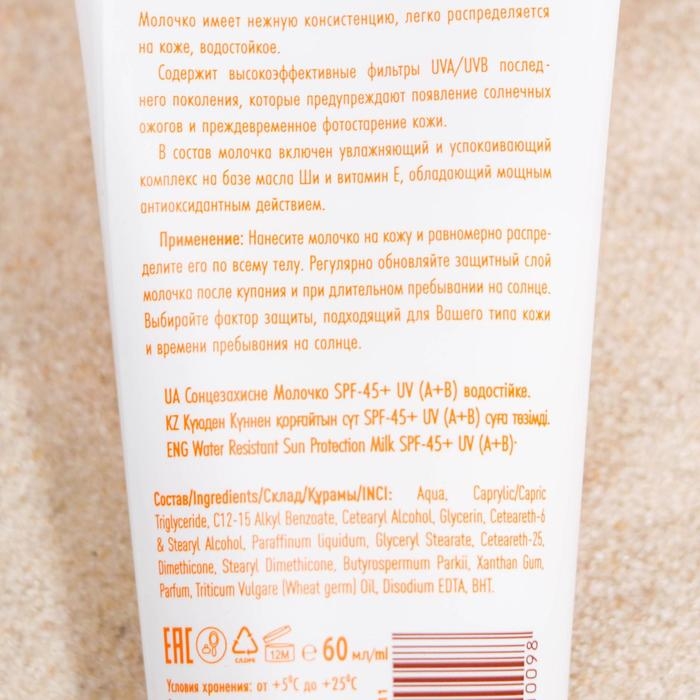 Молочко имеет нежную консистенцию, легко распределяется
на коже, водостойкое.
Содержит высокоэффективные фильтры UVA/UVB послед-
него поколения, которые предупреждают появление солнечных
ожогов и преждевременное фотостарение кожи.
В состав молочка включен увлажняющий и успокаивающий
комплекс на базе масла Ши и витамин Е, обладающий мощным
антиоксидантным действием.
Применение: Нанесите молочко на кожу и равномерно распре-
делите его по всему телу. Регулярно обновляйте защитный слой
молочка после купания и при длительном пребывании на солнце.
Выбирайте фактор защиты, подходящий для Вашего типа кожи
и времени пребывания на солнце.
UA Сонцезахисне Молочко SPF-45+ UV (A+B) водостійке.
KZ Күюден Күннен қорғайтын сүт SPF-45+ UV (A+B) суға төзімді.
ENG Water Resistant Sun Protection Milk SPF-45+ UV (A+B)·
Состав/Ingredients/Склад/Құрамы/INCI: Aqua, Caprylic/Capric
Triglyceride, C12-15 Alkyl Benzoate, Cetearyl Alcohol, Glycerin, Ceteareth-6
& Stearyl Alcohol, Paraffinum Liquidum, Glyceryl Stearate, Ceteareth-25,
Dimethicone, Stearyl Dimethicone, Butyrospermum Parkii, Xanthan Gum,
Parfum, Triticum Vulgare (Wheat germ) Oil, Disodium EDTA, BHT.
EAC 12M ℮ 60 мл/ml
Условия хранения: от +5°С до +25°С